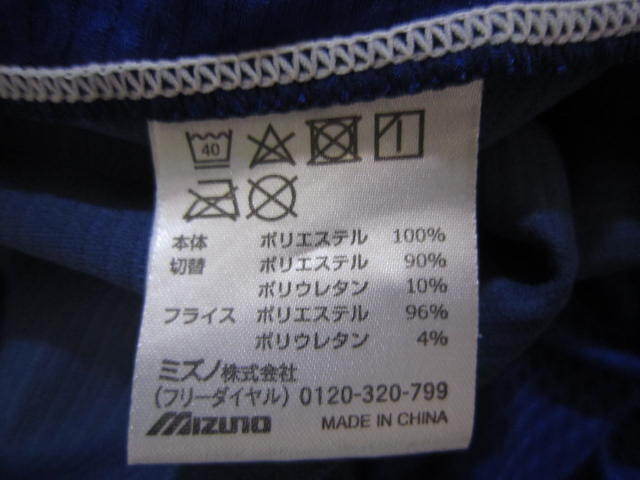 40
本体 ポリエステル 100%
切替 ポリエステル 90%
ポリウレタン 10%
フライス ポリエステル 96%
ポリウレタン 4%
ミズノ株式会社
(フリーダイヤル) 0120-320-799
mizuno MADE IN CHINA